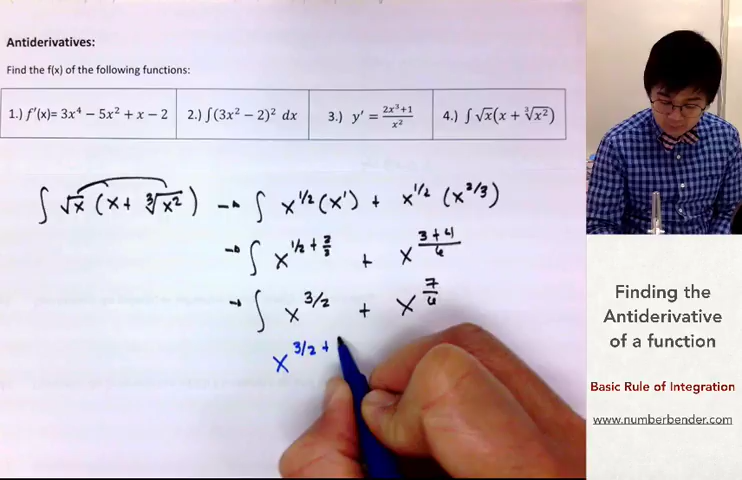 Antiderivatives:
Find the f(x) of the following functions:
1.) f'(x)= 3x⁴ − 5x² + x − 2
2.) ∫(3x² − 2)² dx
3.) y' = (2x³+1)/x²
4.) ∫ √x(x + ∛x²)
∫ √x (x + ∛x²) → ∫ x^1/2 (x¹) + x^1/2 (x^2/3)
→ ∫ x^1/2 + 2/2 + x^(3+4)/6
→ ∫ x^3/2 + x^7/6
x^3/2 +
Finding the
Antiderivative
of a function
Basic Rule of Integration
www.numberbender.com